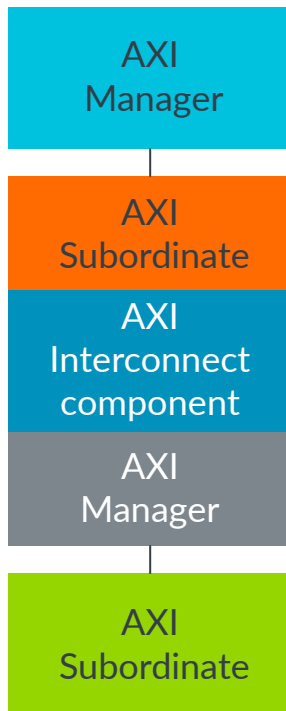 AXI
Manager
AXI
Subordinate
AXI
Interconnect
component
AXI
Manager
AXI
Subordinate